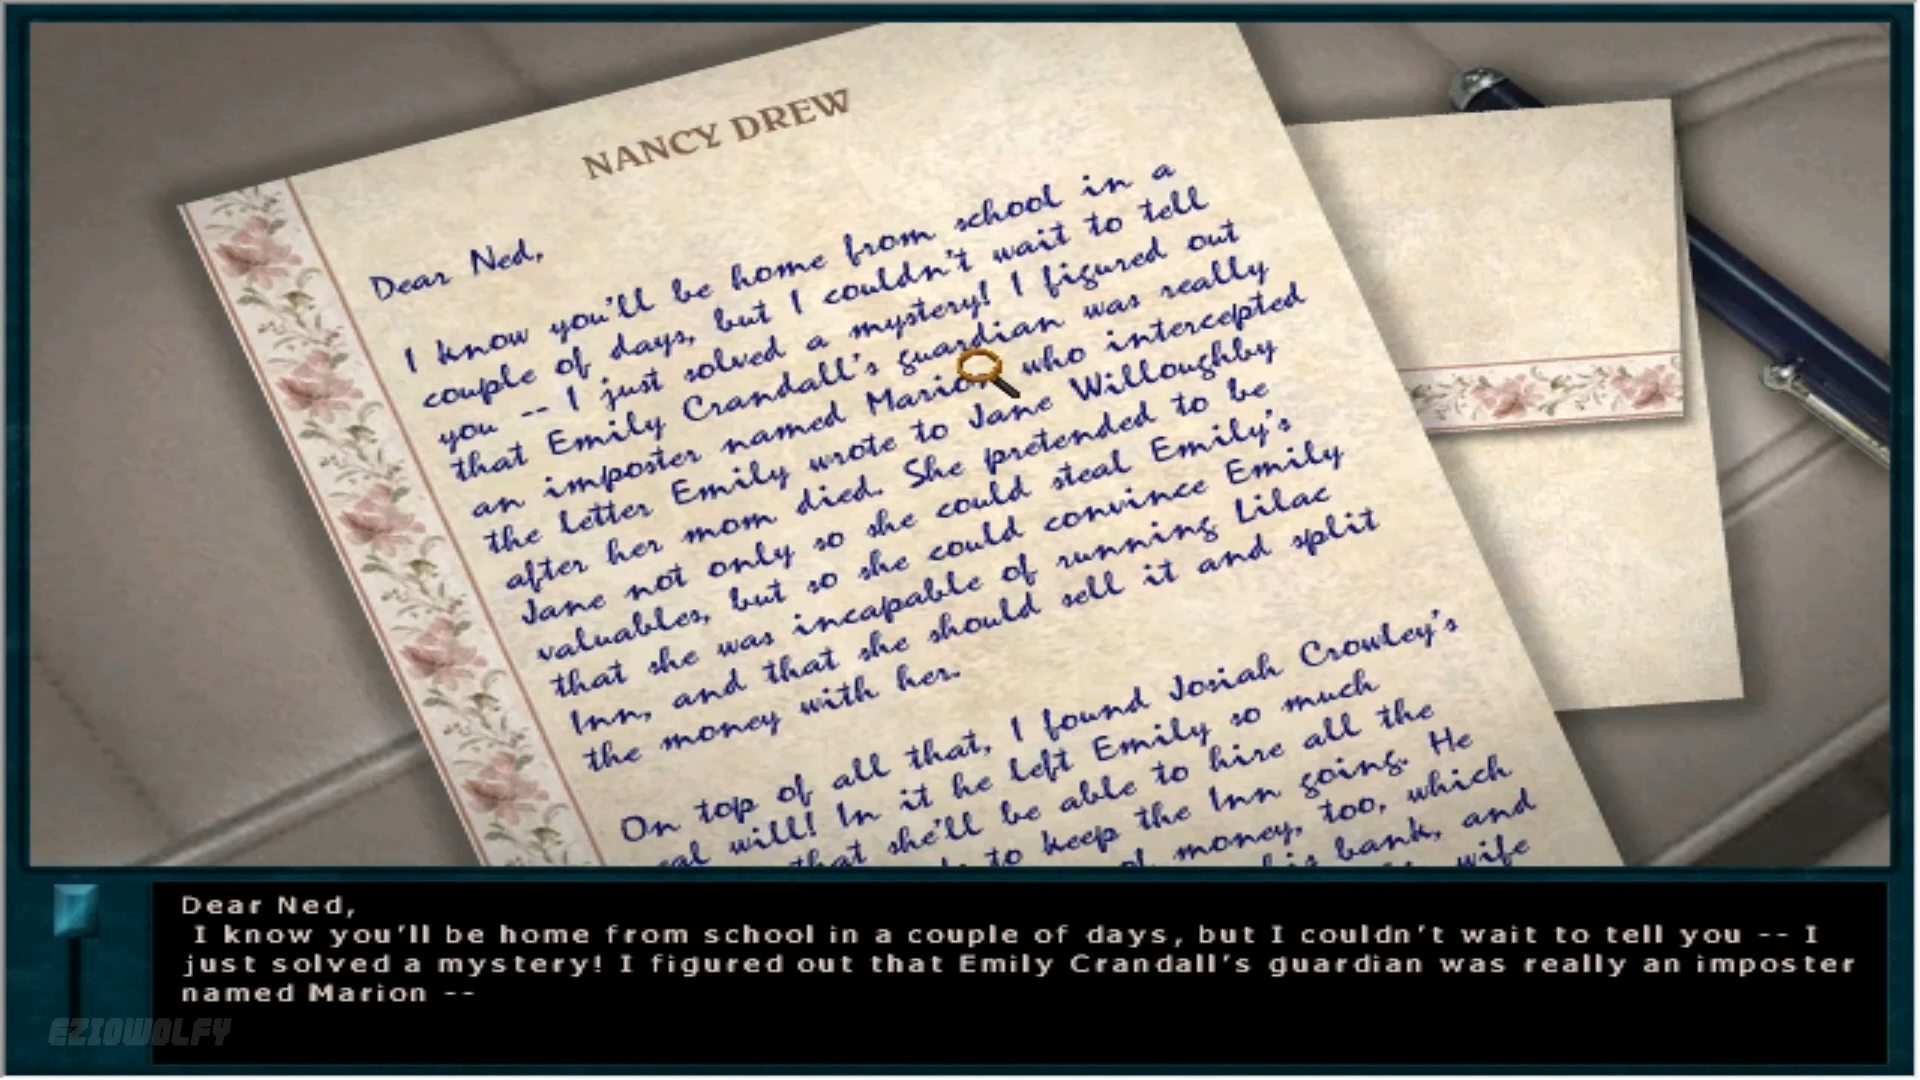 NANCY DREW
Dear Ned,
I know you'll be home from school in a
couple of days, but I couldn't wait to tell
you -- I just solved a mystery! I figured out
that Emily Crandall's guardian was really
an imposter named Marion who intercepted
the letter Emily wrote to Jane Willoughby
after her mom died. She pretended to be
Jane not only so she could steal Emily's
valuables, but so she could convince Emily
that she was incapable of running Lilac
Inn, and that she should sell it and split
the money with her.
On top of all that, I found Josiah Crowley's
will! In it he left Emily so much
that she'll be able to hire all the
to keep the Inn going. He
of money, too, which
his bank, and
wife
Dear Ned,
I know you'll be home from school in a couple of days, but I couldn't wait to tell you -- I
just solved a mystery! I figured out that Emily Crandall's guardian was really an imposter
named Marion --
EZIOWOLFY